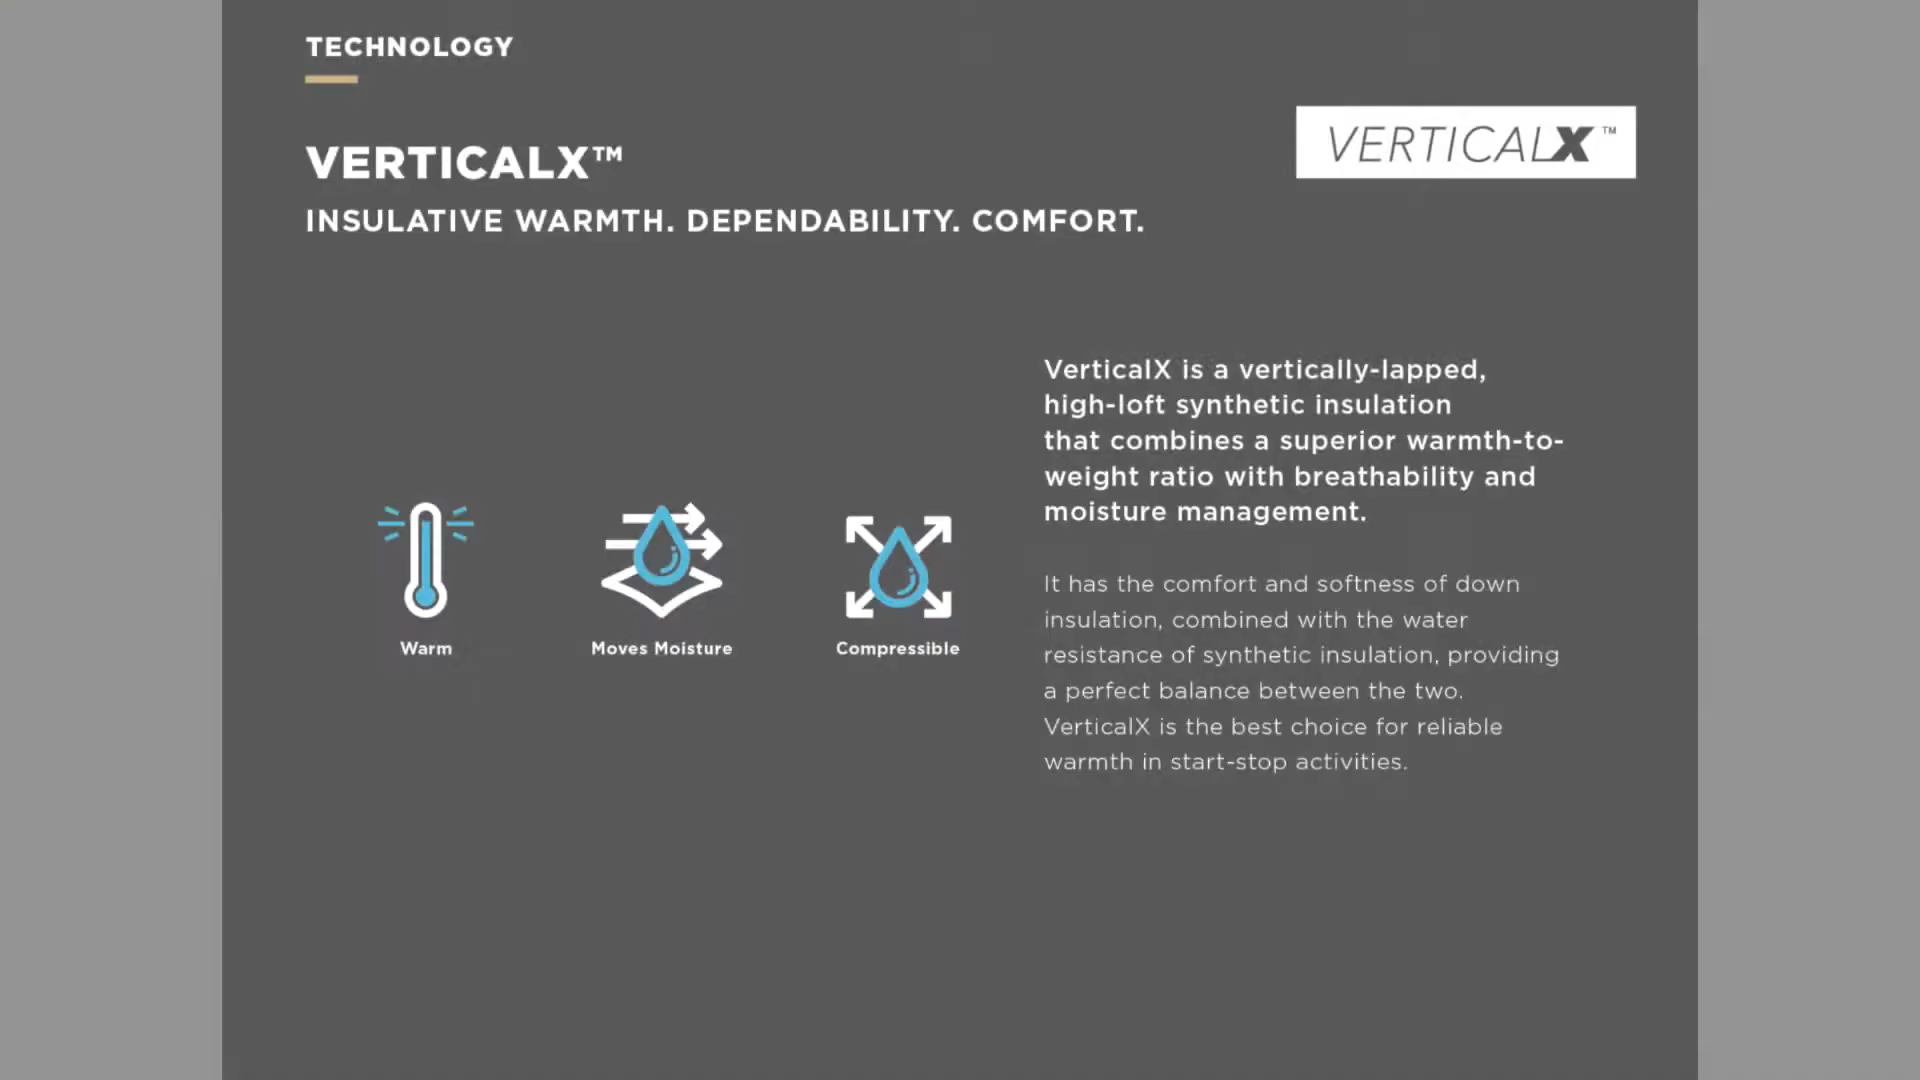 TECHNOLOGY
VERTICALX™
VERTICALX™
INSULATIVE WARMTH. DEPENDABILITY. COMFORT.
VerticalX is a vertically-lapped,
high-loft synthetic insulation
that combines a superior warmth-to-
weight ratio with breathability and
moisture management.
Warm
Moves Moisture
Compressible
It has the comfort and softness of down
insulation, combined with the water
resistance of synthetic insulation, providing
a perfect balance between the two.
VerticalX is the best choice for reliable
warmth in start-stop activities.